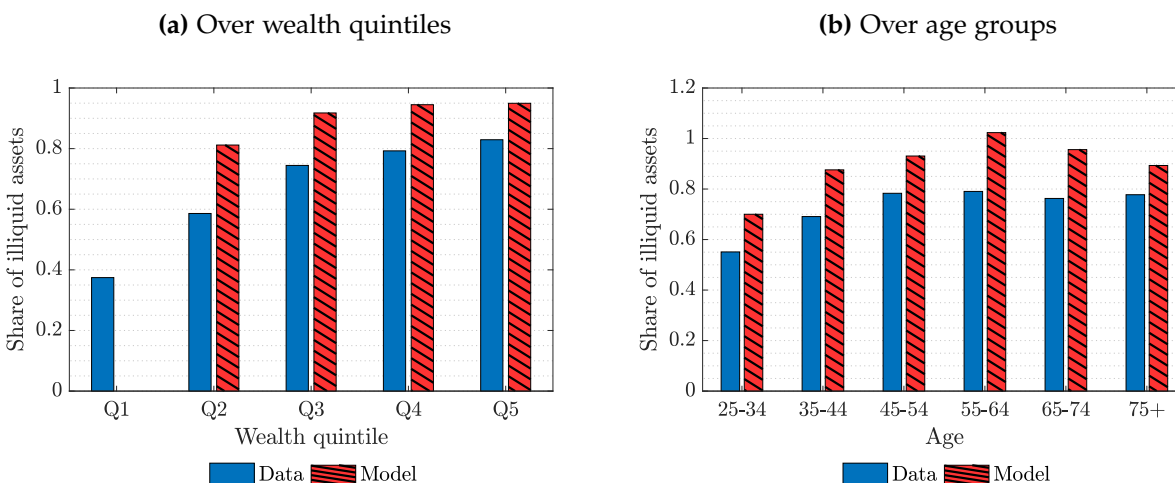 (a) Over wealth quintiles
Share of illiquid assets
1
0.8
0.6
0.4
0.2
0
Q1 Q2 Q3 Q4 Q5
Wealth quintile
Data Model
(b) Over age groups
Share of illiquid assets
1.2
1
0.8
0.6
0.4
0.2
0
25-34 35-44 45-54 55-64 65-74 75+
Age
Data Model